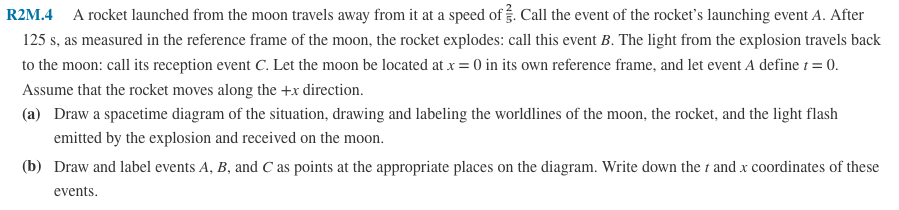 R2M.4 A rocket launched from the moon travels away from it at a speed of 2/5. Call the event of the rocket's launching event A. After
125 s, as measured in the reference frame of the moon, the rocket explodes: call this event B. The light from the explosion travels back
to the moon: call its reception event C. Let the moon be located at x = 0 in its own reference frame, and let event A define t = 0.
Assume that the rocket moves along the +x direction.
(a) Draw a spacetime diagram of the situation, drawing and labeling the worldlines of the moon, the rocket, and the light flash
emitted by the explosion and received on the moon.
(b) Draw and label events A, B, and C as points at the appropriate places on the diagram. Write down the t and x coordinates of these
events.